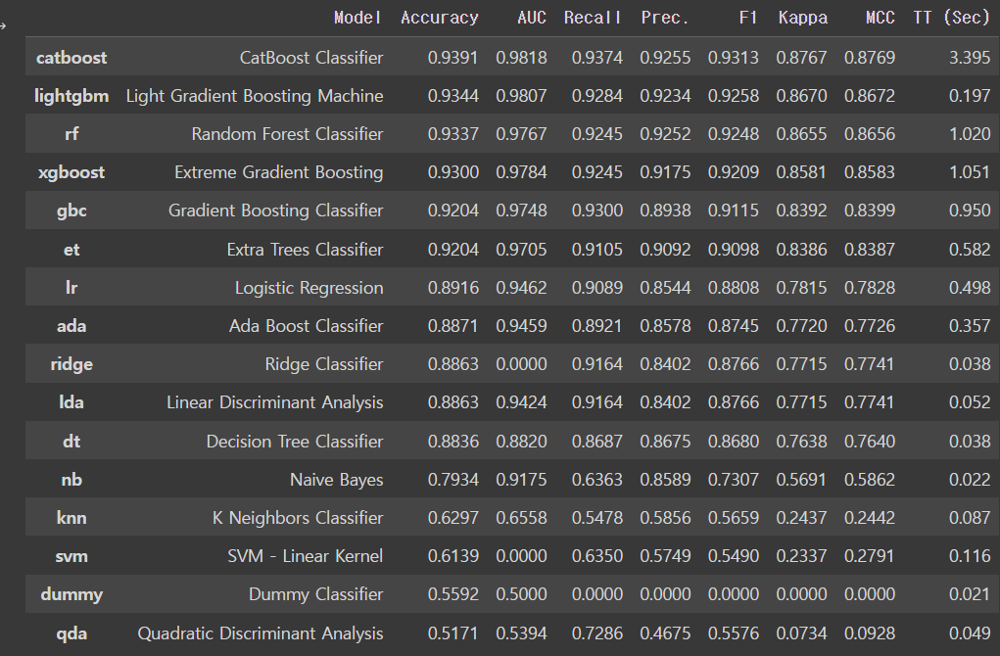 Model Accuracy AUC Recall Prec. F1 Kappa MCC TT (Sec)
catboost CatBoost Classifier 0.9391 0.9818 0.9374 0.9255 0.9313 0.8767 0.8769 3.395
lightgbm Light Gradient Boosting Machine 0.9344 0.9807 0.9284 0.9234 0.9258 0.8670 0.8672 0.197
rf Random Forest Classifier 0.9337 0.9767 0.9245 0.9252 0.9248 0.8655 0.8656 1.020
xgboost Extreme Gradient Boosting 0.9300 0.9784 0.9245 0.9175 0.9209 0.8581 0.8583 1.051
gbc Gradient Boosting Classifier 0.9204 0.9748 0.9300 0.8938 0.9115 0.8392 0.8399 0.950
et Extra Trees Classifier 0.9204 0.9705 0.9105 0.9092 0.9098 0.8386 0.8387 0.582
lr Logistic Regression 0.8916 0.9462 0.9089 0.8544 0.8808 0.7815 0.7828 0.498
ada Ada Boost Classifier 0.8871 0.9459 0.8921 0.8578 0.8745 0.7720 0.7726 0.357
ridge Ridge Classifier 0.8863 0.0000 0.9164 0.8402 0.8766 0.7715 0.7741 0.038
lda Linear Discriminant Analysis 0.8863 0.9424 0.9164 0.8402 0.8766 0.7715 0.7741 0.052
dt Decision Tree Classifier 0.8836 0.8820 0.8687 0.8675 0.8680 0.7638 0.7640 0.038
nb Naive Bayes 0.7934 0.9175 0.6363 0.8589 0.7307 0.5691 0.5862 0.022
knn K Neighbors Classifier 0.6297 0.6558 0.5478 0.5856 0.5659 0.2437 0.2442 0.087
svm SVM - Linear Kernel 0.6139 0.0000 0.6350 0.5749 0.5490 0.2337 0.2791 0.116
dummy Dummy Classifier 0.5592 0.5000 0.0000 0.0000 0.0000 0.0000 0.0000 0.021
qda Quadratic Discriminant Analysis 0.5171 0.5394 0.7286 0.4675 0.5576 0.0734 0.0928 0.049